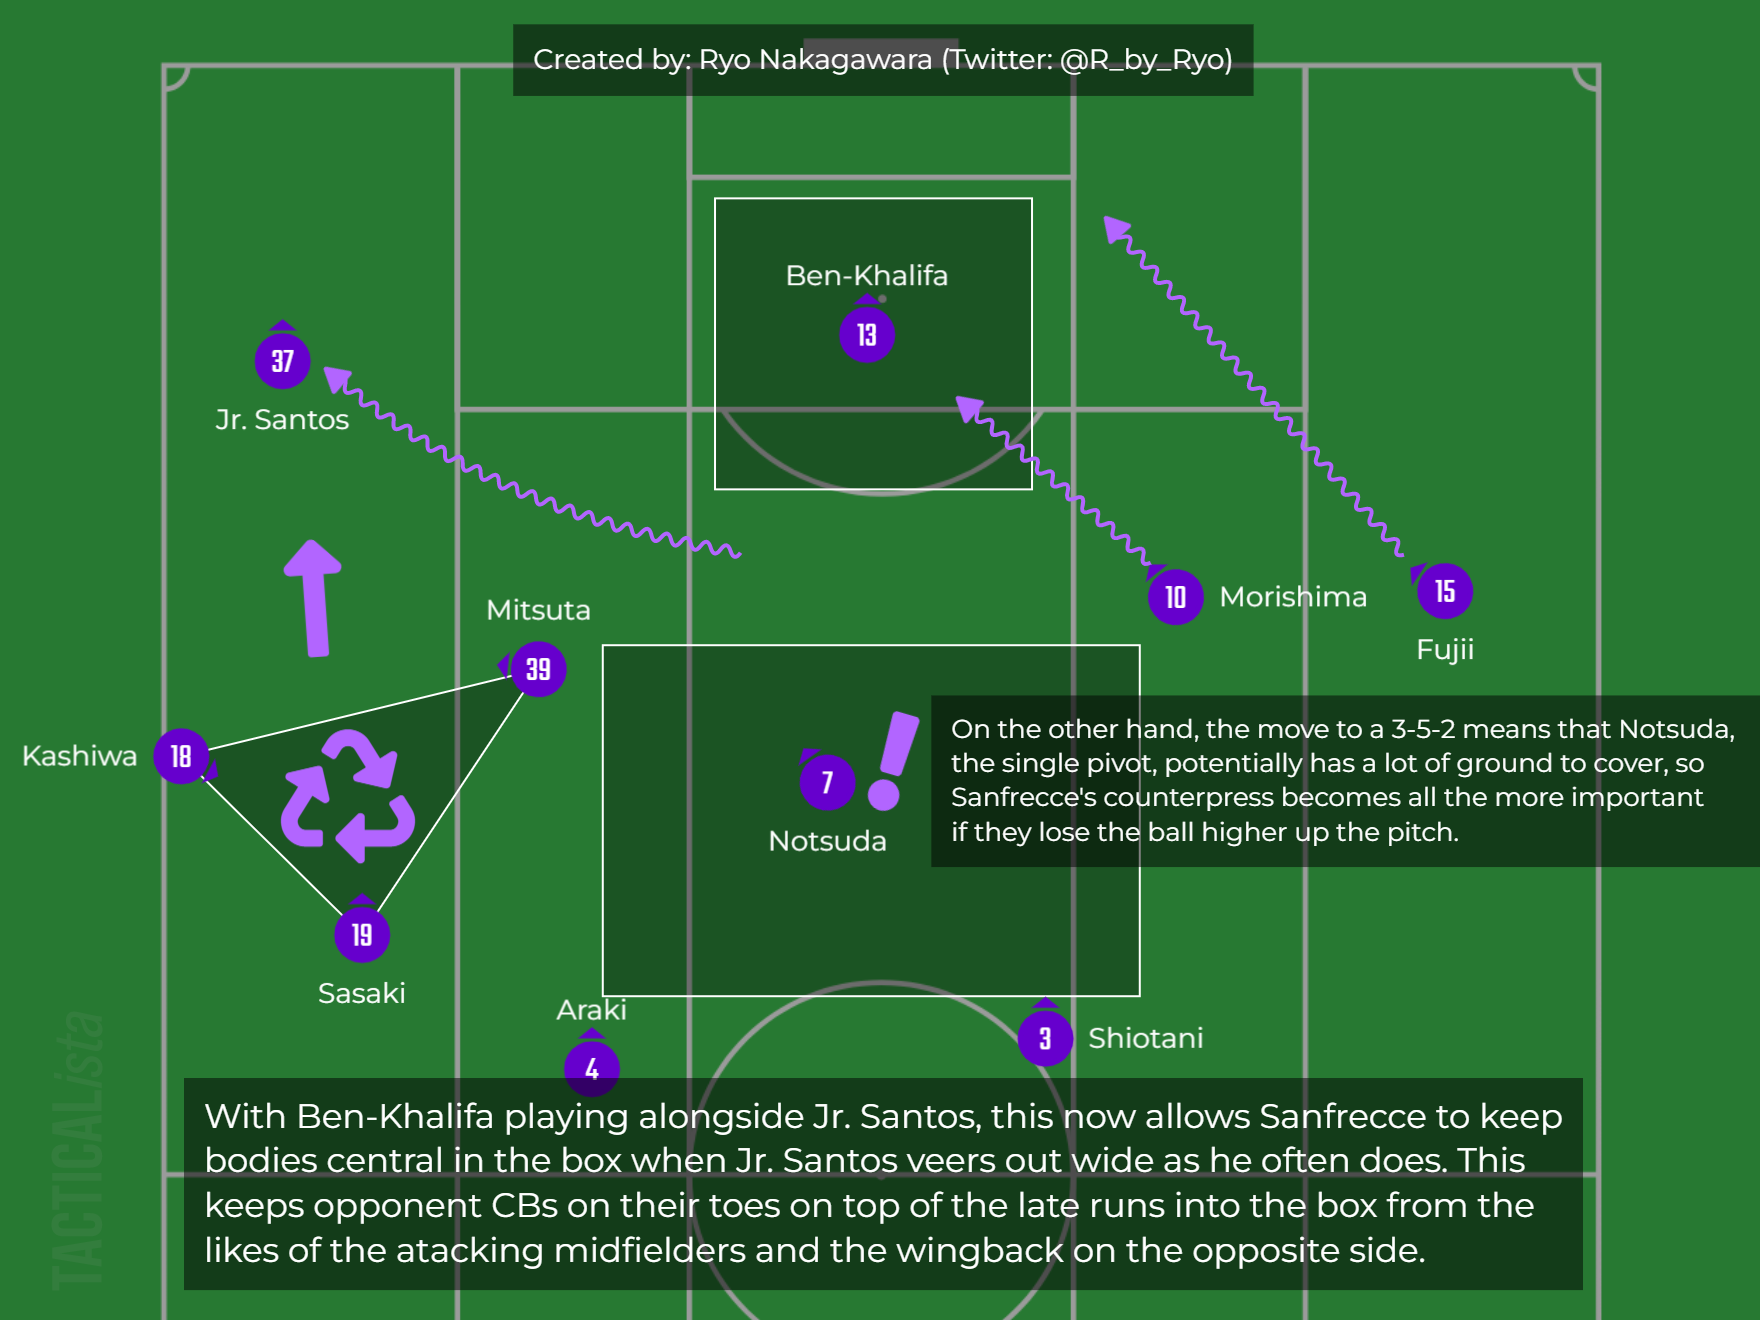 Created by: Ryo Nakagawara (Twitter: @R_by_Ryo)
Ben-Khalifa
13
37
Jr. Santos
10
Morishima
15
Fujii
Mitsuta
39
Kashiwa
18
7
Notsuda
On the other hand, the move to a 3-5-2 means that Notsuda,
the single pivot, potentially has a lot of ground to cover, so
Sanfrecce's counterpress becomes all the more important
if they lose the ball higher up the pitch.
19
Sasaki
Araki
4
3
Shiotani
With Ben-Khalifa playing alongside Jr. Santos, this now allows Sanfrecce to keep
bodies central in the box when Jr. Santos veers out wide as he often does. This
keeps opponent CBs on their toes on top of the late runs into the box from the
likes of the atacking midfielders and the wingback on the opposite side.
TACTICALista